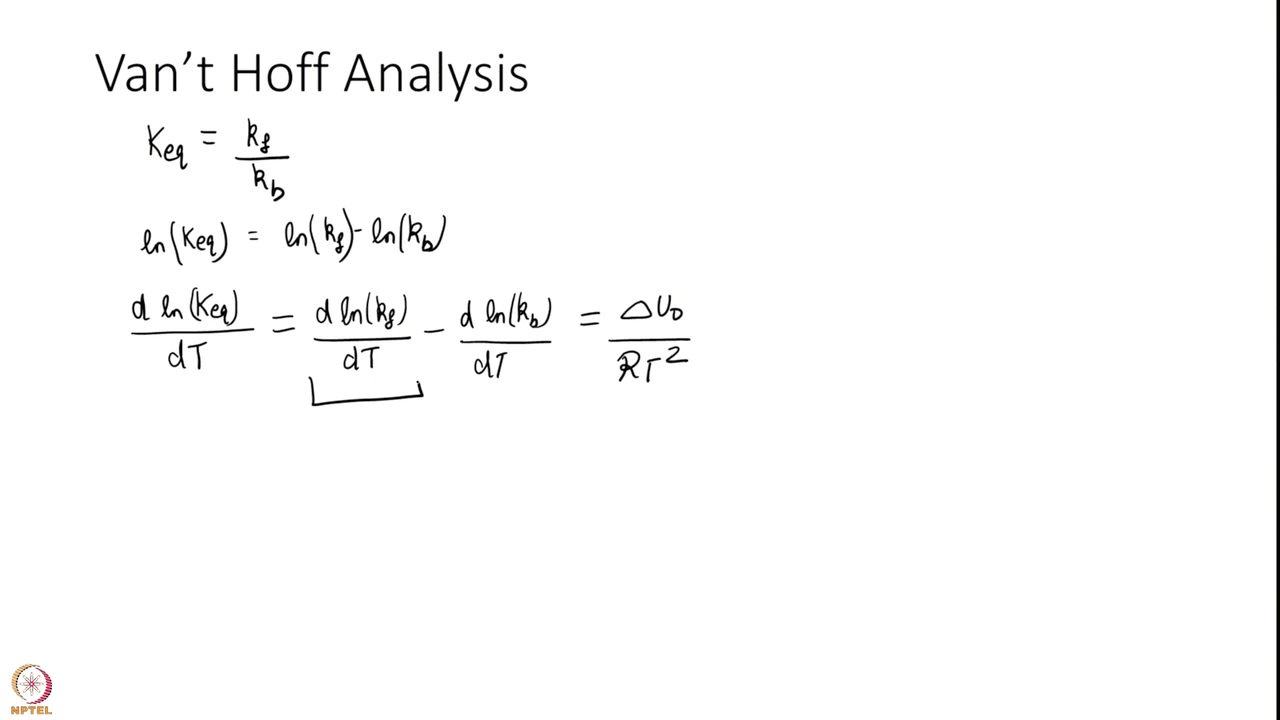 Van't Hoff Analysis
Keq = kf / kb
ln(Keq) = ln(kf) - ln(kb)
d ln(Keq) / dT = d ln(kf) / dT - d ln(kb) / dT = ΔU0 / RT²
NPTEL